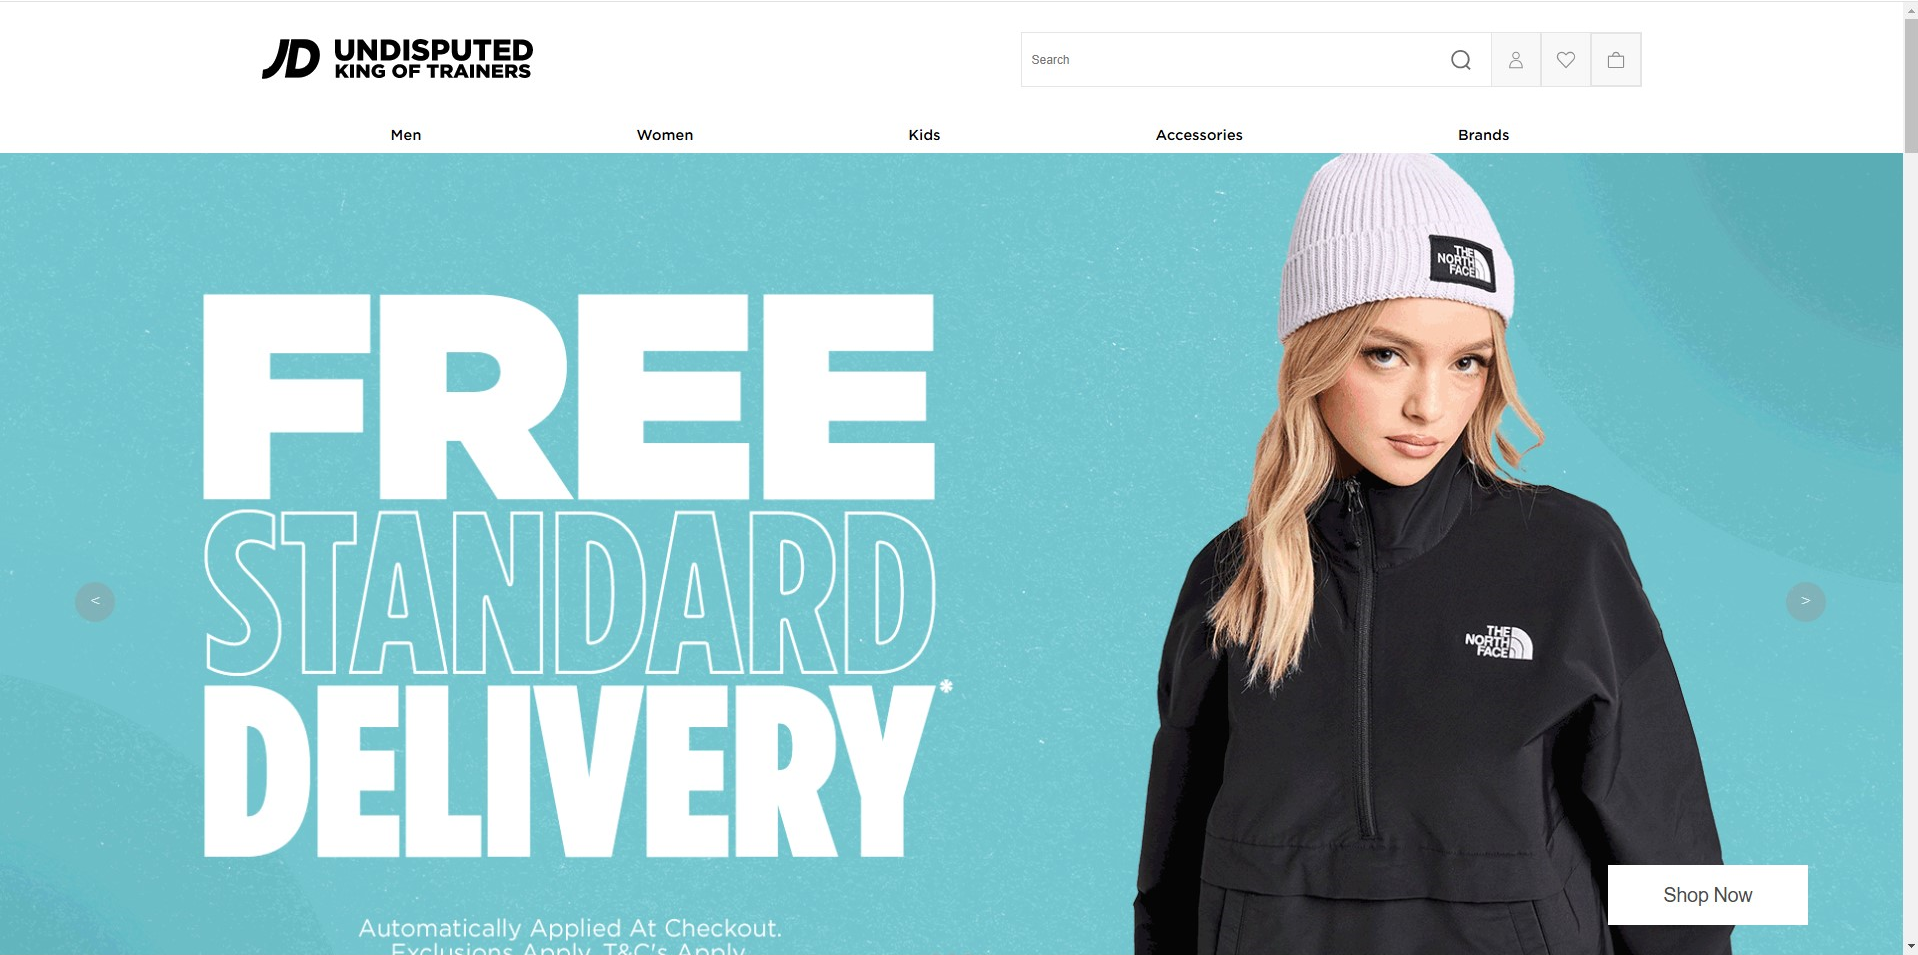 JD UNDISPUTED
KING OF TRAINERS
Search
Men Women Kids Accessories Brands
THE
NORTH
FACE
FREE
STANDARD
DELIVERY*
< >
THE
NORTH
FACE
Shop Now
Automatically Applied At Checkout.
Exclusions Apply. T&C's Apply.